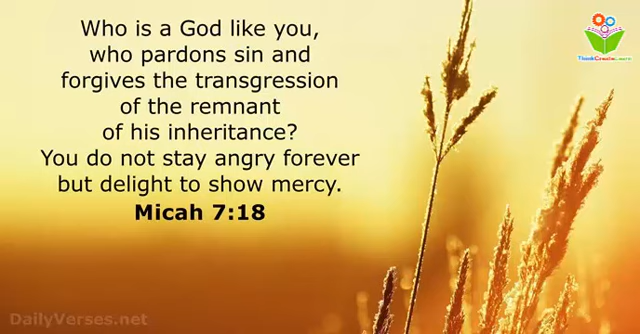 Who is a God like you,
who pardons sin and
forgives the transgression
of the remnant
of his inheritance?
You do not stay angry forever
but delight to show mercy.
Micah 7:18
DailyVerses.net
ThinkCreateLearn